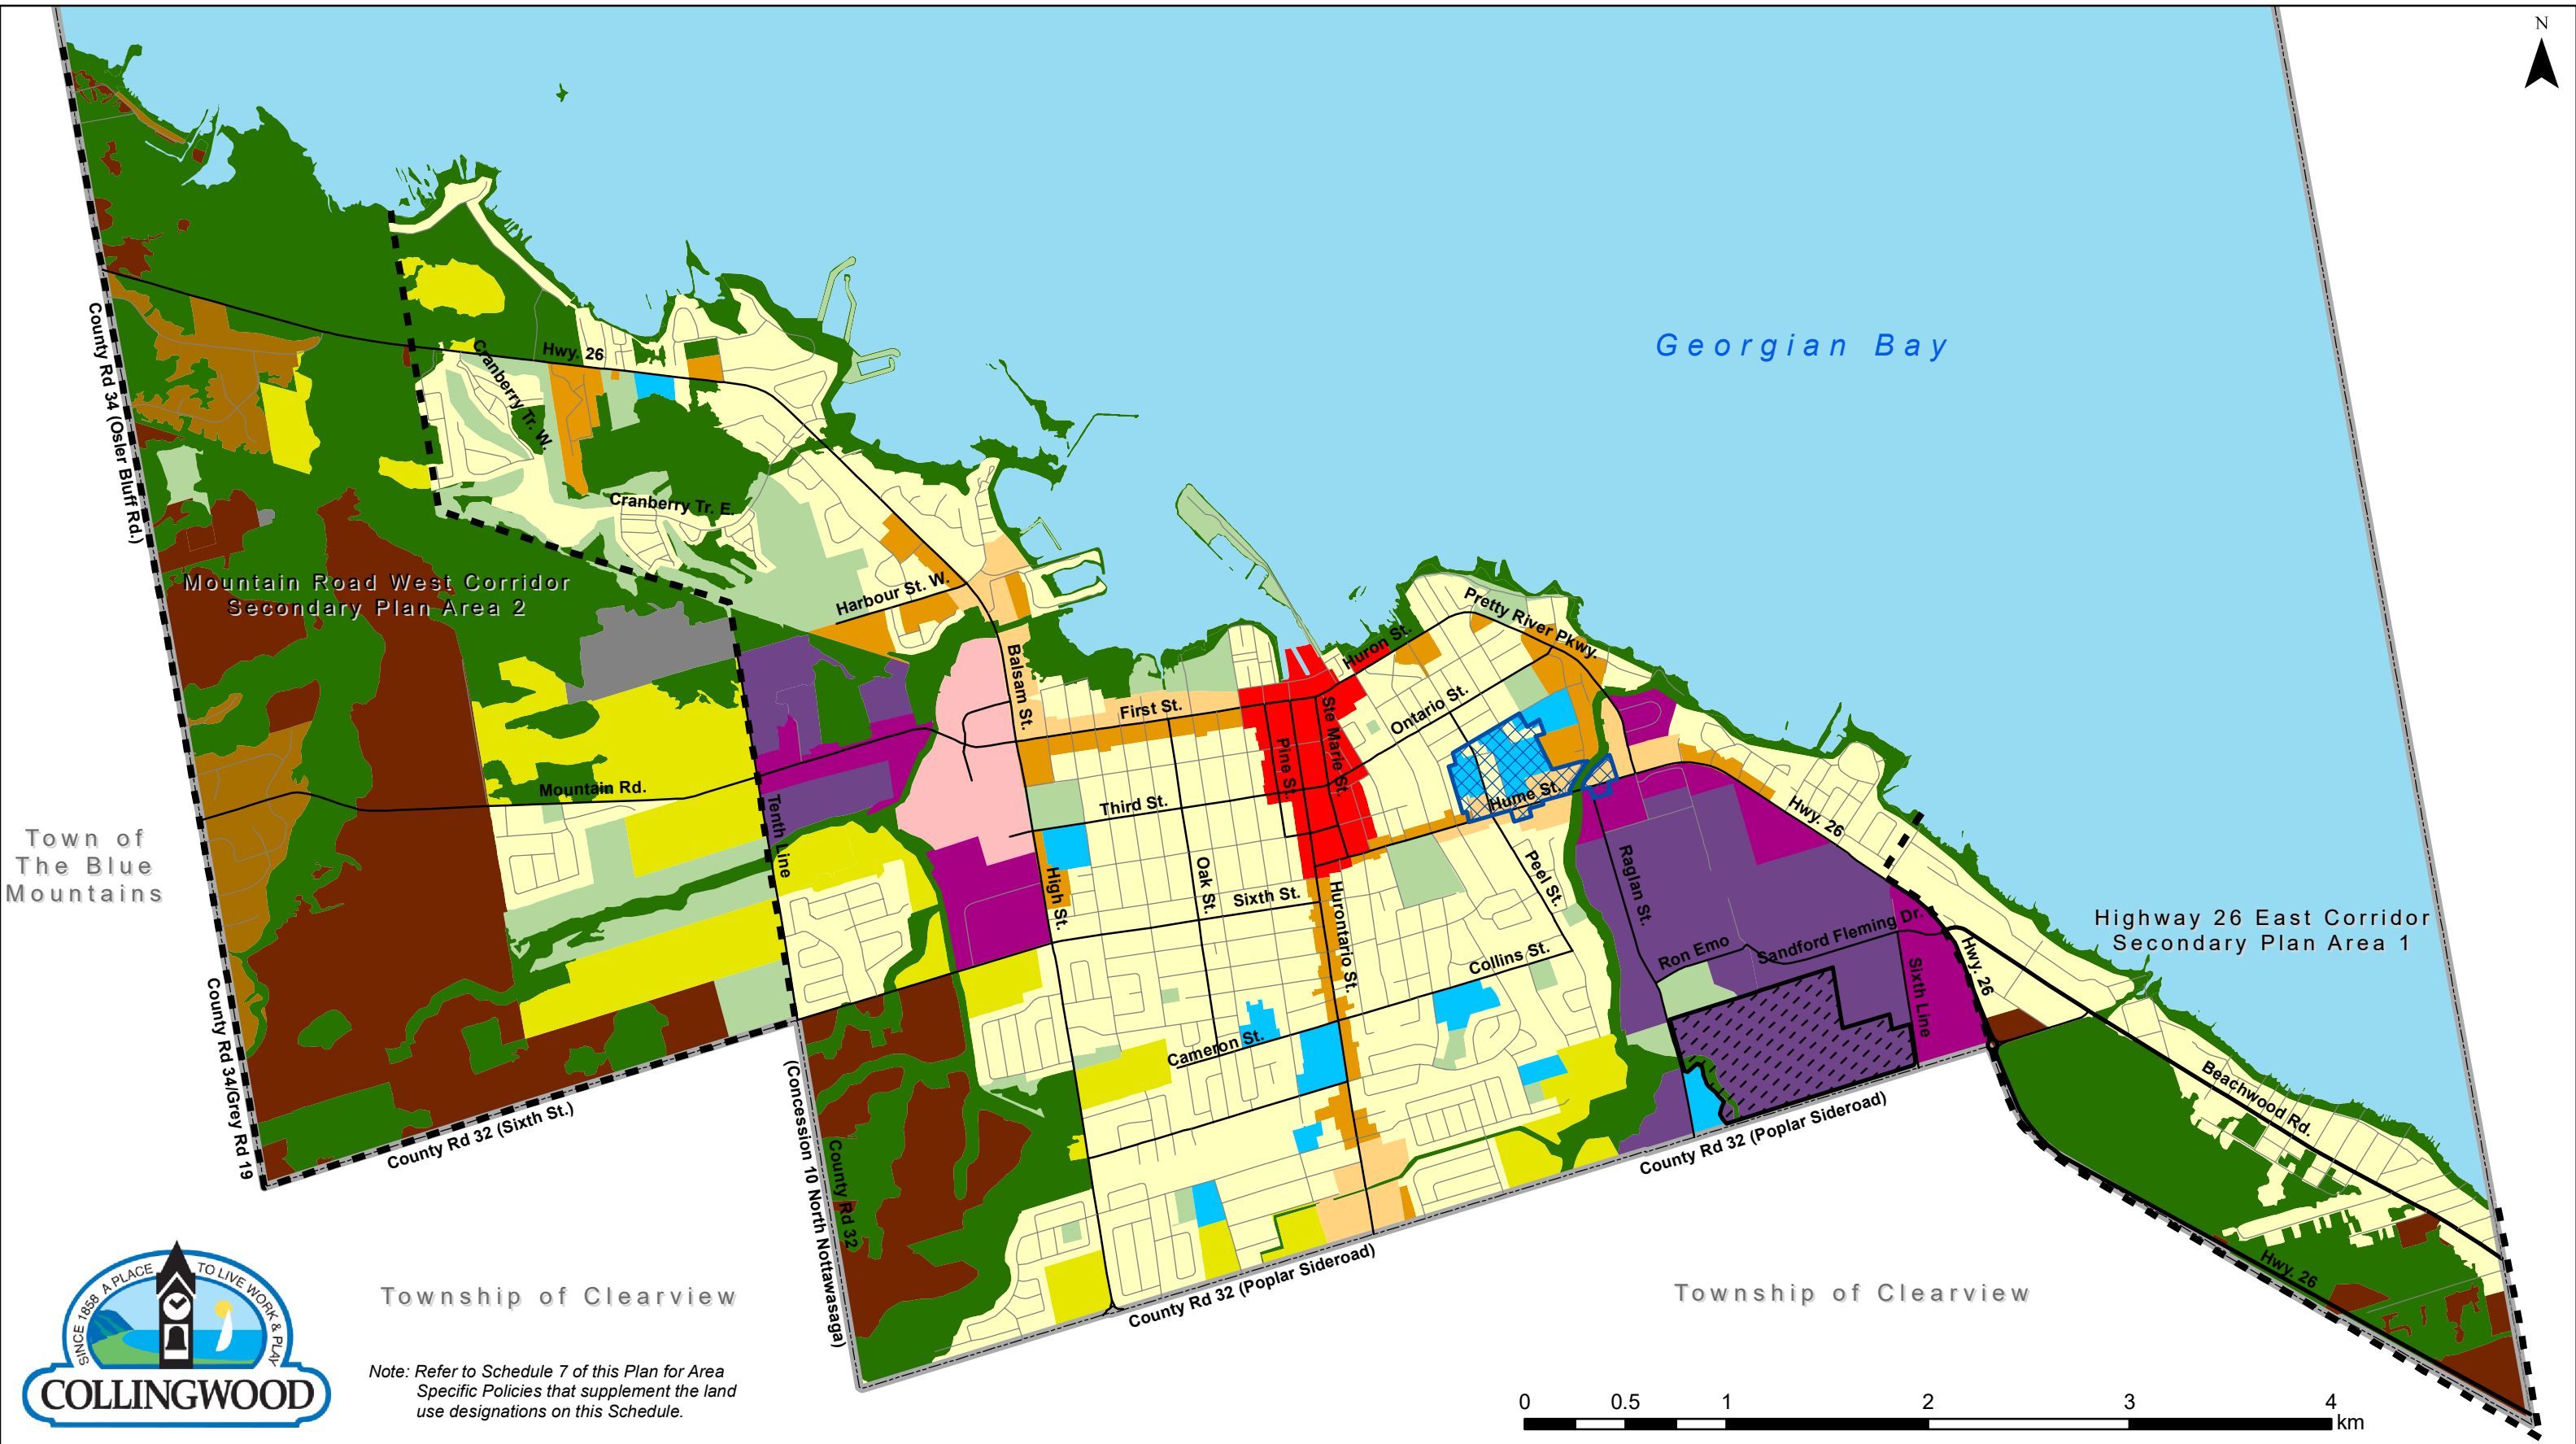 N
Georgian Bay
County Rd 34 (Osler Bluff Rd.)
Hwy. 26
Cranberry Tr. W.
Cranberry Tr. E.
Mountain Road West Corridor
Secondary Plan Area 2
Harbour St. W.
Balsam St.
First St.
Huron St.
Pretty River Pkwy.
Ontario St.
Ste Marie St.
Pine St.
Hume St.
Third St.
Mountain Rd.
Tenth Line
Town of
The Blue
Mountains
High St.
Oak St.
Sixth St.
Hurontario St.
Peel St.
Raglan St.
Hwy. 26
Ron Emo
Sandford Fleming Dr.
Collins St.
Cameron St.
Sixth Line
Hwy. 26
Highway 26 East Corridor
Secondary Plan Area 1
County Rd 34/Grey Rd 19
County Rd 32 (Sixth St.)
(Concession 10 North Nottawasaga)
County Rd 32
County Rd 32 (Poplar Sideroad)
County Rd 32 (Poplar Sideroad)
Beachwood Rd.
Hwy. 26
Township of Clearview
Township of Clearview
SINCE 1858 A PLACE TO LIVE WORK & PLAY
COLLINGWOOD
Note: Refer to Schedule 7 of this Plan for Area
Specific Policies that supplement the land
use designations on this Schedule.
0 0.5 1 2 3 4
km